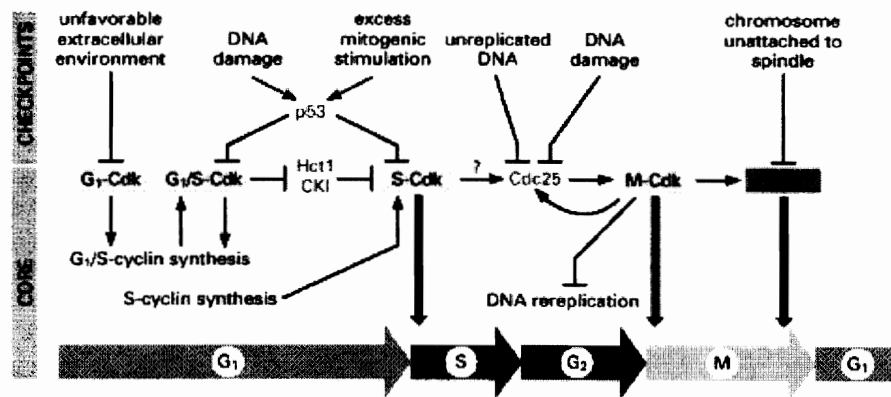 CHECKPOINTS
unfavorable
extracellular
environment
DNA
damage
excess
mitogenic
stimulation
unreplicated
DNA
DNA
damage
chromosome
unattached to
spindle
p53
CORE
G₁-Cdk
G₁/S-Cdk
Hct1
CKI
S-Cdk
?
Cdc25
M-Cdk
G₁/S-cyclin synthesis
S-cyclin synthesis
DNA rereplication
G₁
S
G₂
M
G₁